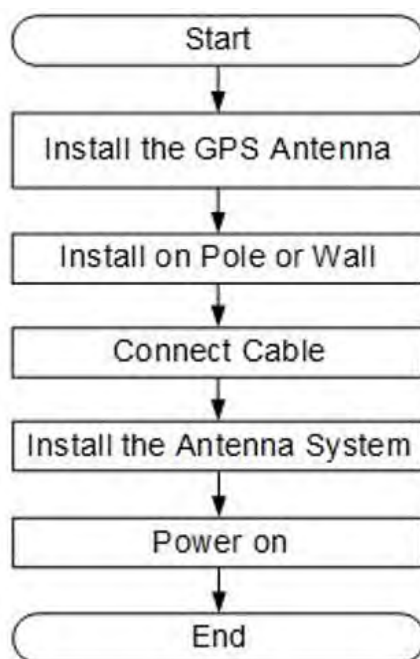 Start
Install the GPS Antenna
Install on Pole or Wall
Connect Cable
Install the Antenna System
Power on
End